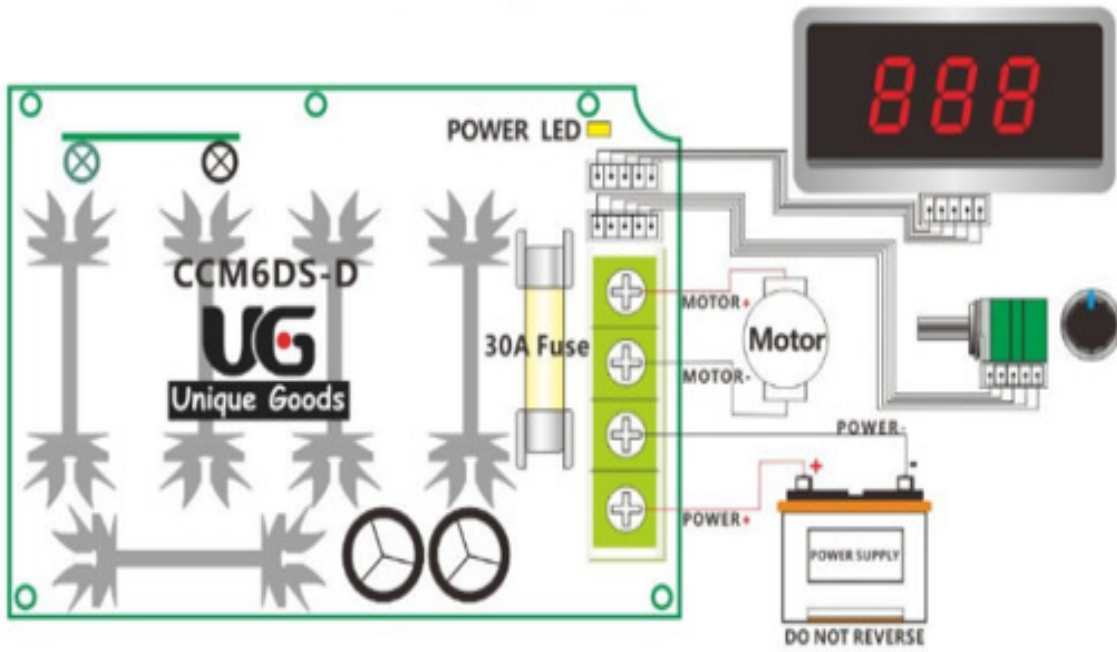 888
POWER LED
CCM6DS-D
UG
Unique Goods
30A Fuse
MOTOR+
Motor
MOTOR-
POWER-
+
-
POWER+
POWER SUPPLY
DO NOT REVERSE